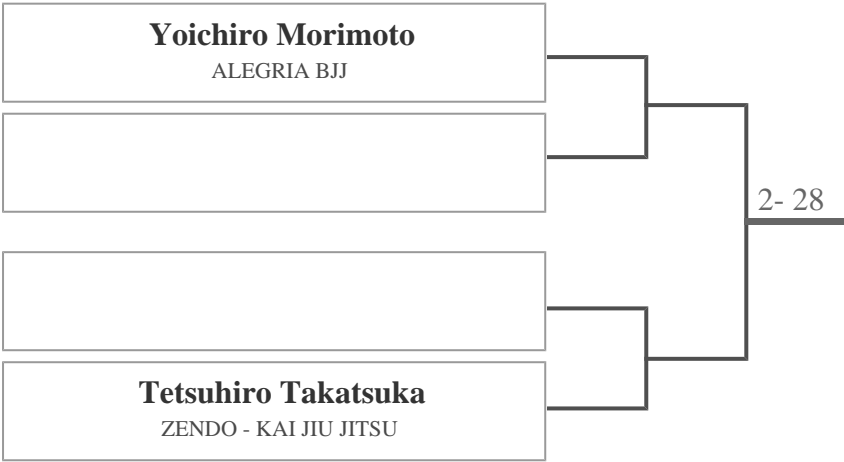 Yoichiro Morimoto
ALEGRIA BJJ
2- 28
Tetsuhiro Takatsuka
ZENDO - KAI JIU JITSU